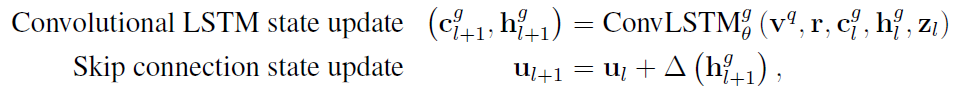 Convolutional LSTM state update (c^g_{l+1}, h^g_{l+1}) = ConvLSTM^g_θ (v^q, r, c^g_l, h^g_l, z_l)
Skip connection state update u_{l+1} = u_l + Δ (h^g_{l+1}) ,